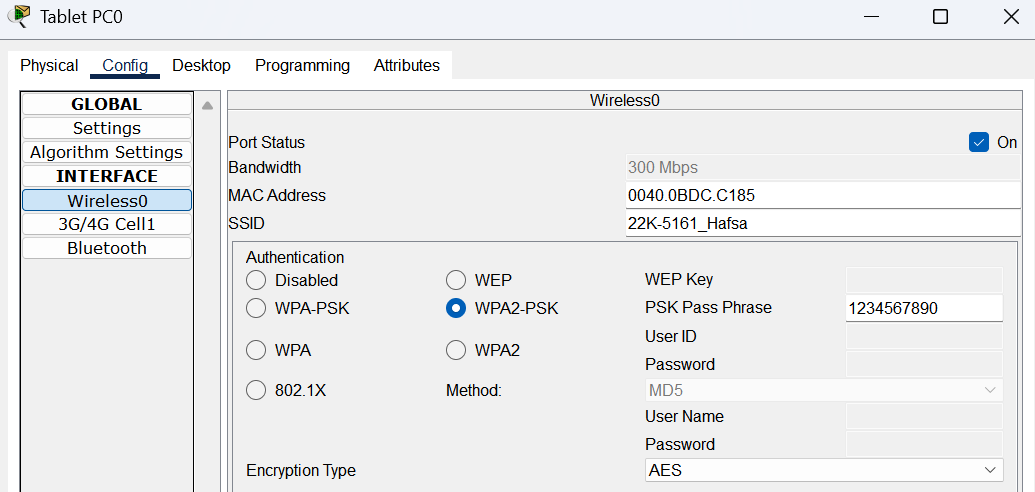 Tablet PC0
Physical Config Desktop Programming Attributes
GLOBAL
Settings
Algorithm Settings
INTERFACE
Wireless0
3G/4G Cell1
Bluetooth
Wireless0
Port Status On
Bandwidth 300 Mbps
MAC Address 0040.0BDC.C185
SSID 22K-5161_Hafsa
Authentication
Disabled WEP WEP Key
WPA-PSK WPA2-PSK PSK Pass Phrase 1234567890
User ID
WPA WPA2
Password
802.1X Method: MD5
User Name
Password
Encryption Type AES